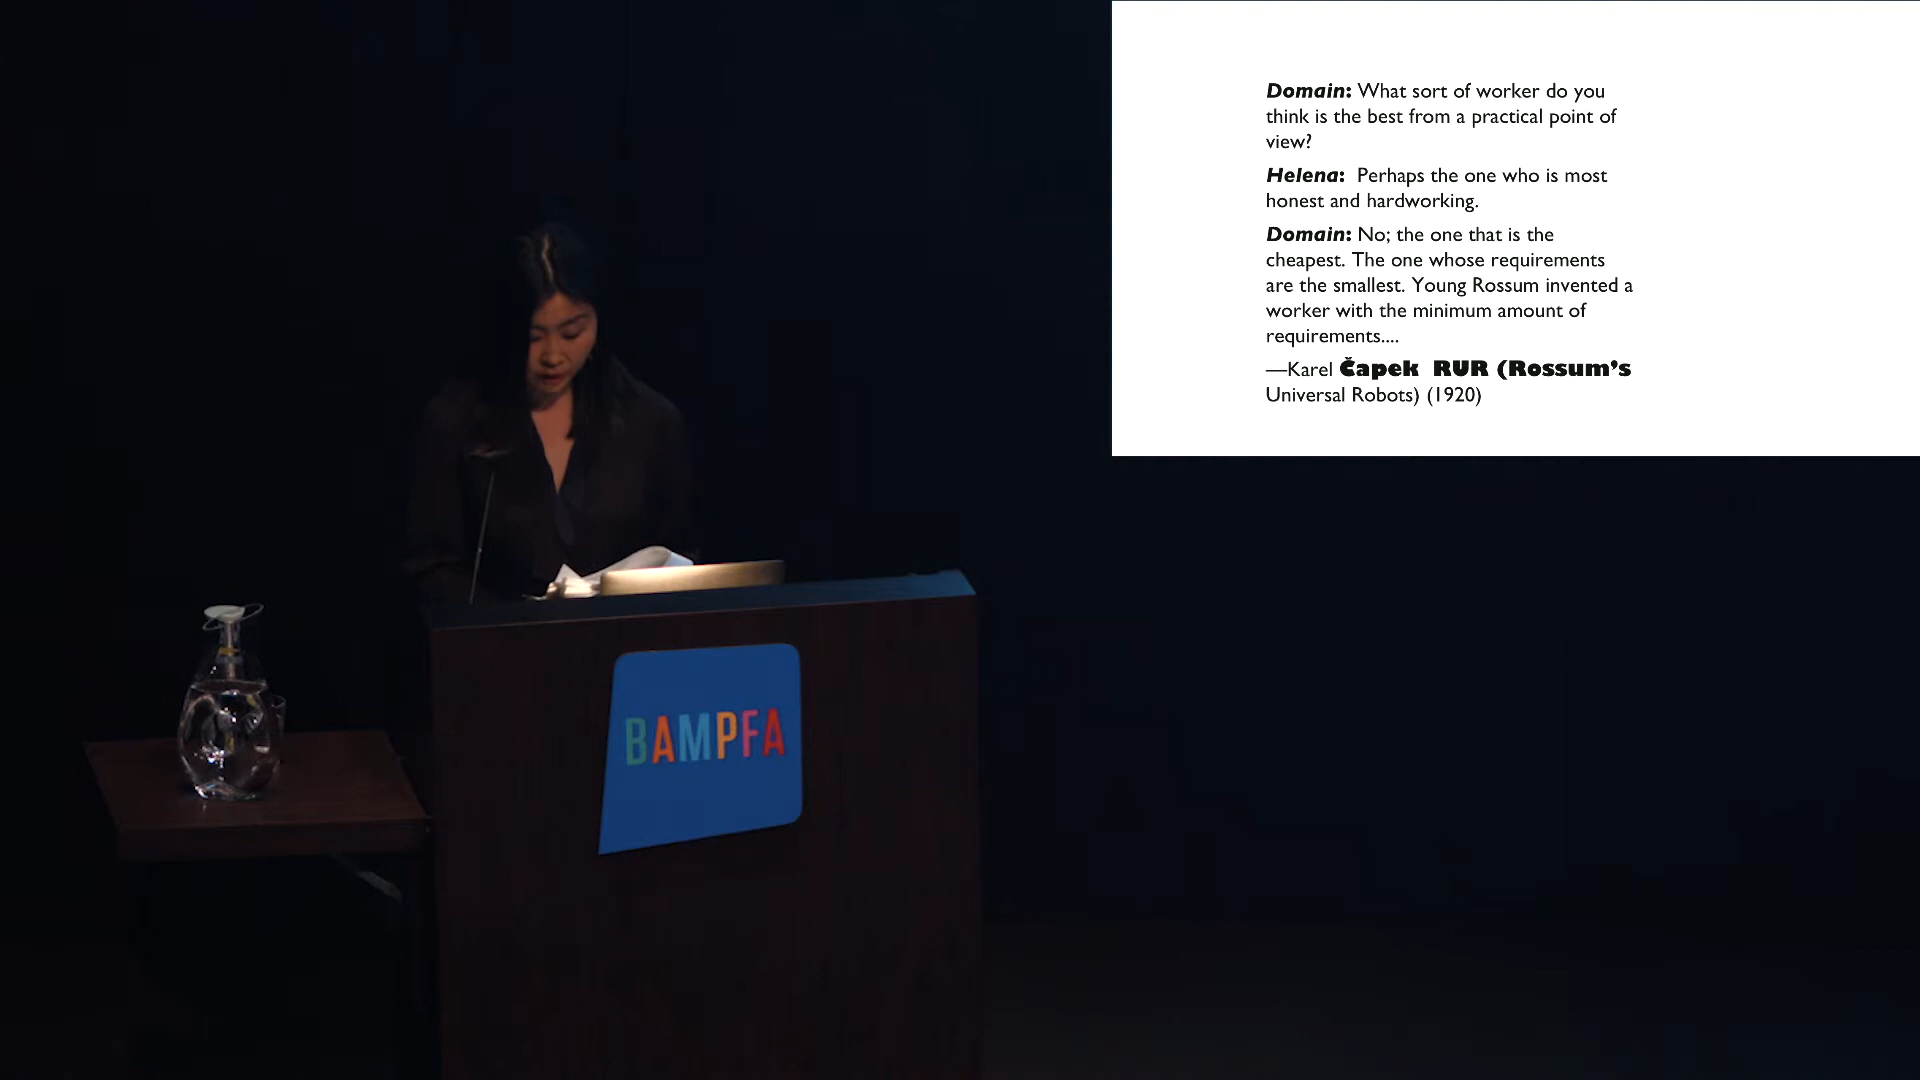 Domain: What sort of worker do you
think is the best from a practical point of
view?
Helena:  Perhaps the one who is most
honest and hardworking.
Domain: No; the one that is the
cheapest. The one whose requirements
are the smallest. Young Rossum invented a
worker with the minimum amount of
requirements....
—Karel Čapek  RUR (Rossum’s
Universal Robots) (1920)
BAMPFA